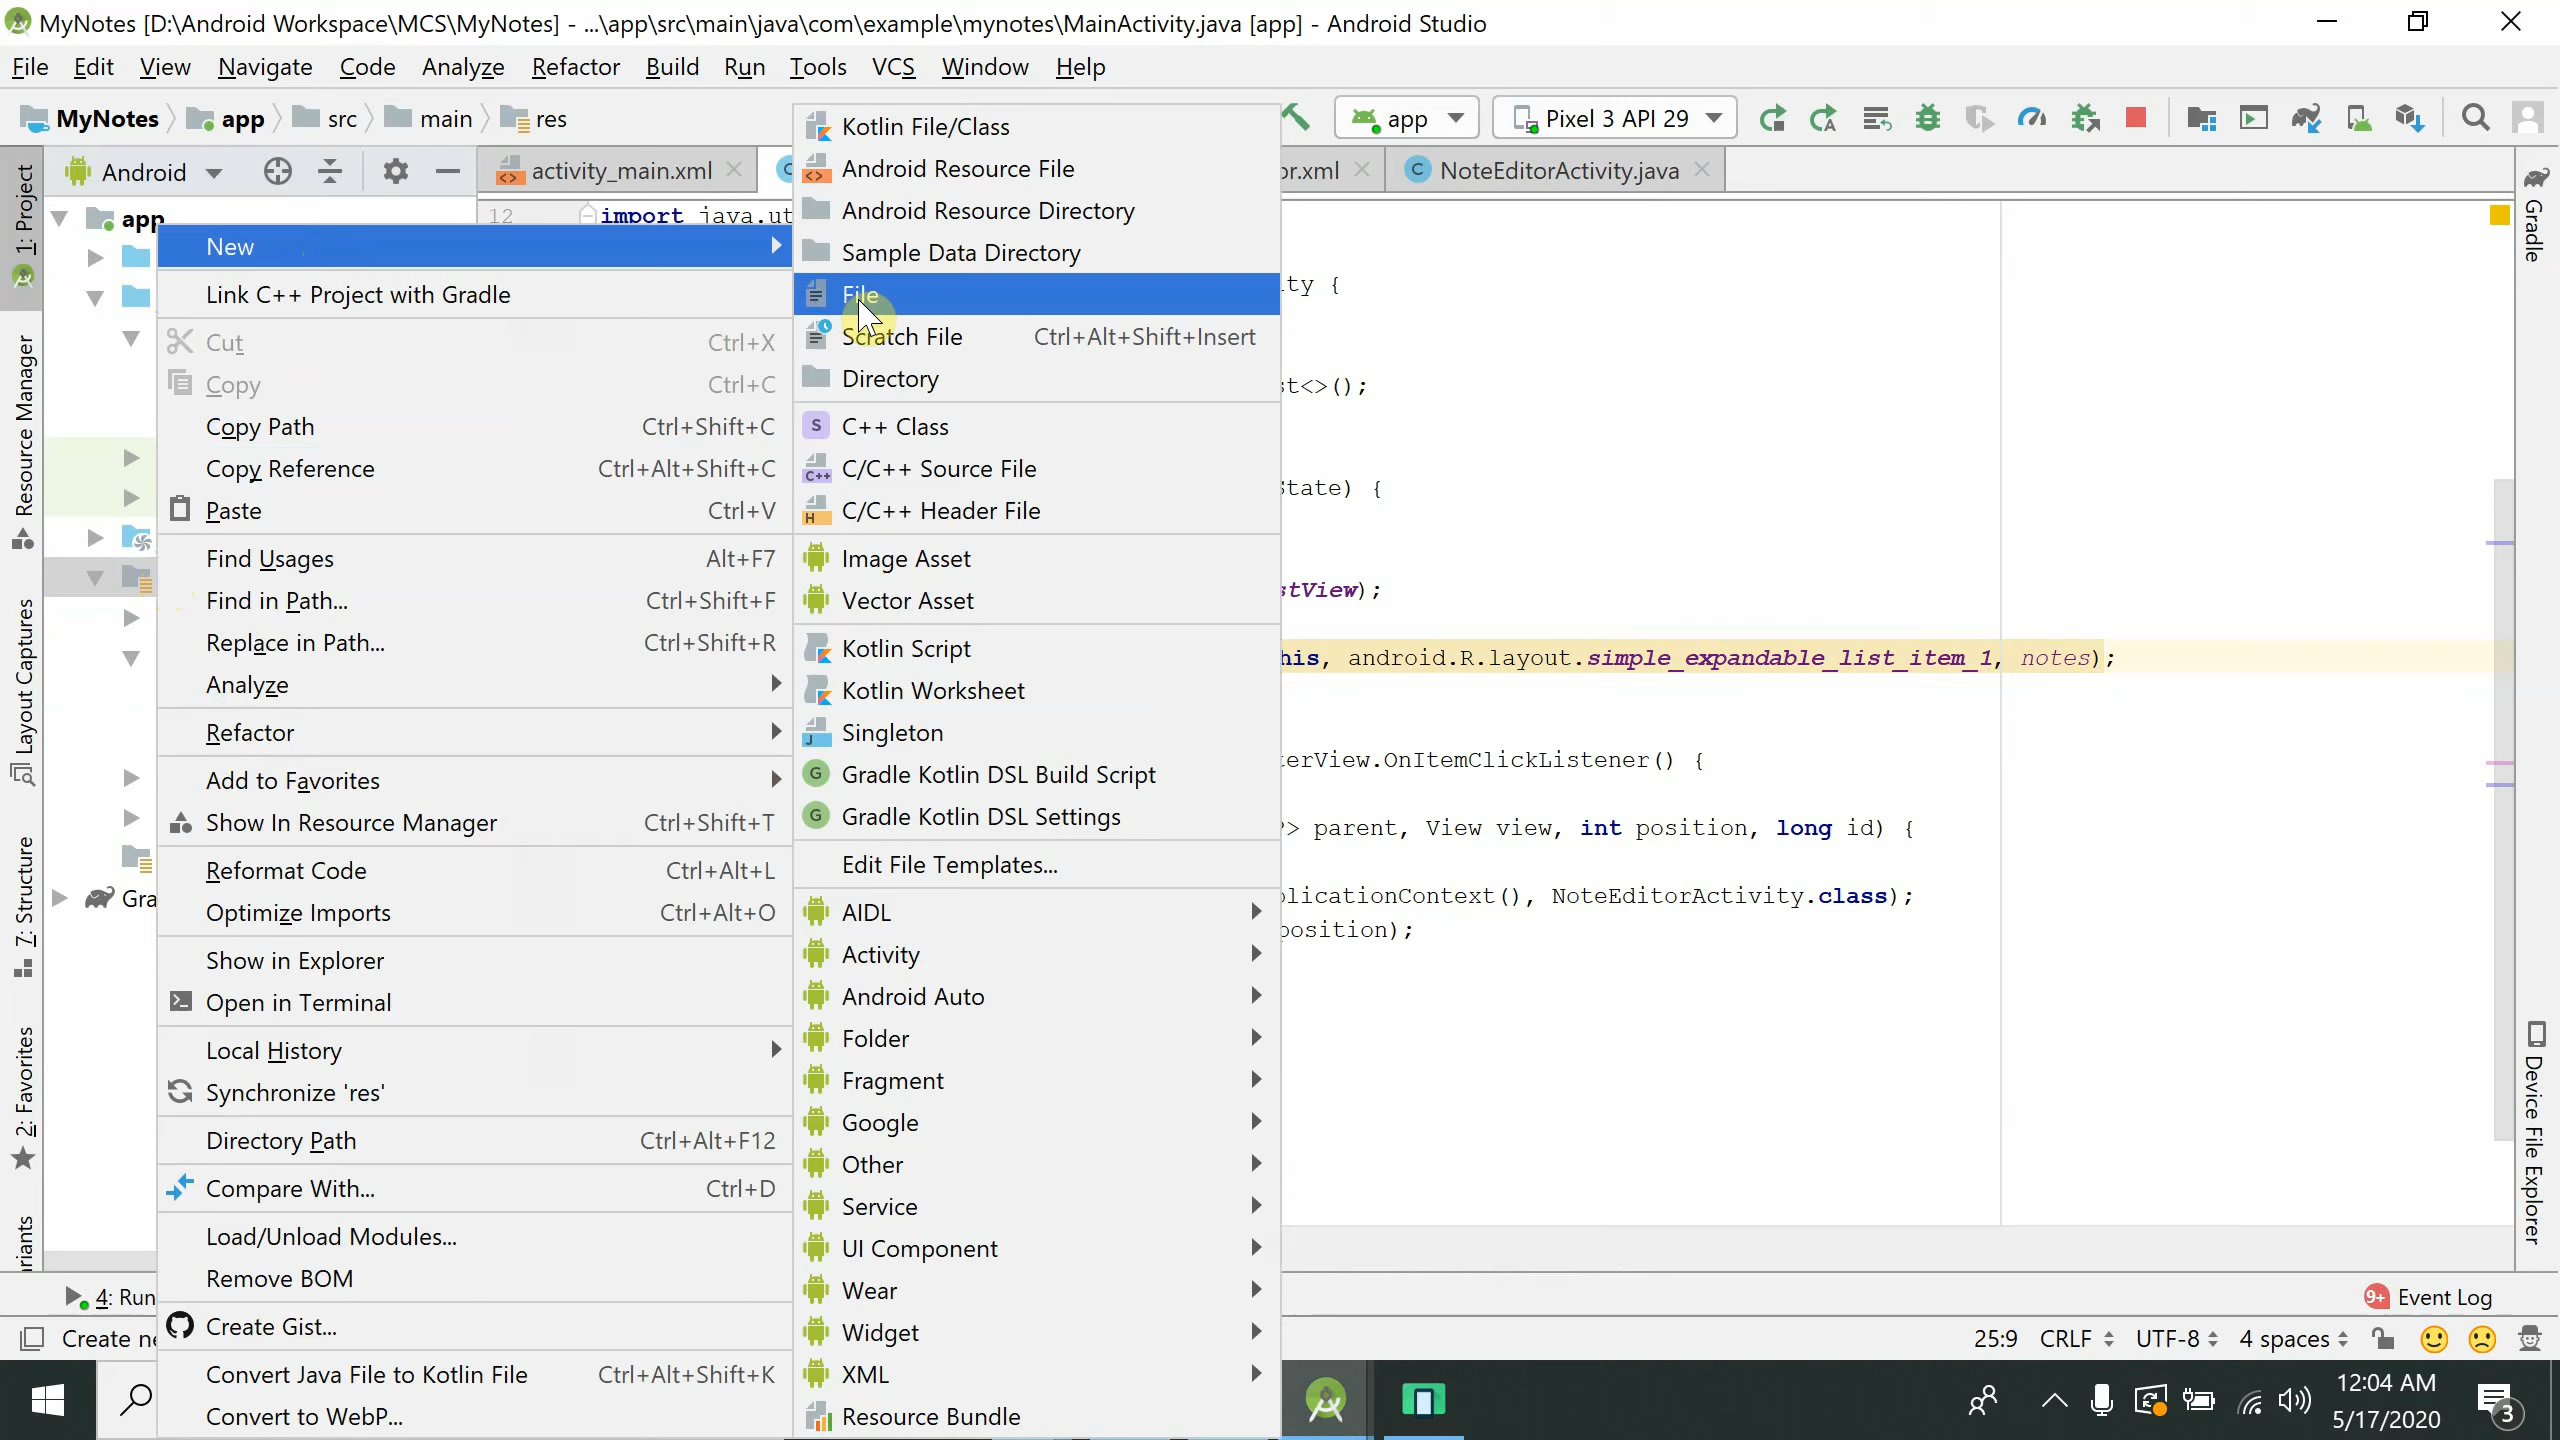 MyNotes [D:\Android Workspace\MCS\MyNotes] - ...\app\src\main\java\com\example\mynotes\MainActivity.java [app] - Android Studio
File Edit View Navigate Code Analyze Refactor Build Run Tools VCS Window Help
MyNotes app src main res
app Pixel 3 API 29
Android
activity_main.xml
or.xml
NoteEditorActivity.java
1: Project
Resource Manager
Layout Captures
7: Structure
2: Favorites
riants
app
Gra
12 import java.ut
New
Link C++ Project with Gradle
Cut Ctrl+X
Copy Ctrl+C
Copy Path Ctrl+Shift+C
Copy Reference Ctrl+Alt+Shift+C
Paste Ctrl+V
Find Usages Alt+F7
Find in Path... Ctrl+Shift+F
Replace in Path... Ctrl+Shift+R
Analyze
Refactor
Add to Favorites
Show In Resource Manager Ctrl+Shift+T
Reformat Code Ctrl+Alt+L
Optimize Imports Ctrl+Alt+O
Show in Explorer
Open in Terminal
Local History
Synchronize 'res'
Directory Path Ctrl+Alt+F12
Compare With... Ctrl+D
Load/Unload Modules...
Remove BOM
Create Gist...
Convert Java File to Kotlin File Ctrl+Alt+Shift+K
Convert to WebP...
Kotlin File/Class
Android Resource File
Android Resource Directory
Sample Data Directory
File
Scratch File Ctrl+Alt+Shift+Insert
Directory
C++ Class
C/C++ Source File
C/C++ Header File
Image Asset
Vector Asset
Kotlin Script
Kotlin Worksheet
Singleton
Gradle Kotlin DSL Build Script
Gradle Kotlin DSL Settings
Edit File Templates...
AIDL
Activity
Android Auto
Folder
Fragment
Google
Other
Service
UI Component
Wear
Widget
XML
Resource Bundle
ty {
st<>();
State) {
stView);
his, android.R.layout.simple_expandable_list_item_1, notes);
terView.OnItemClickListener() {
?> parent, View view, int position, long id) {
plicationContext(), NoteEditorActivity.class);
position);
Gradle
Device File Explorer
4: Run
9+ Event Log
Create ne
25:9 CRLF UTF-8 4 spaces
12:04 AM
5/17/2020
3